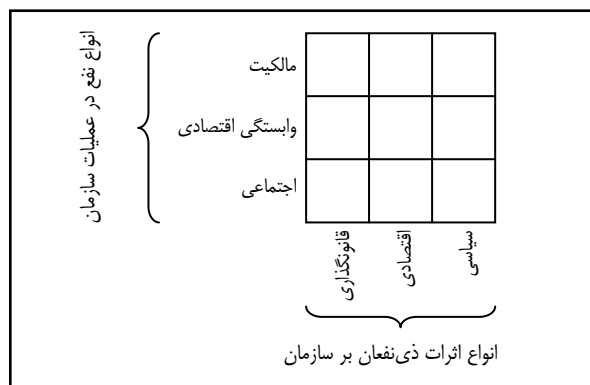 انواع نفع در عملیات سازمان
مالکیت
وابستگی اقتصادی
اجتماعی
قانونگذاری
اقتصادی
سیاسی
انواع اثرات ذی‌نفعان بر سازمان